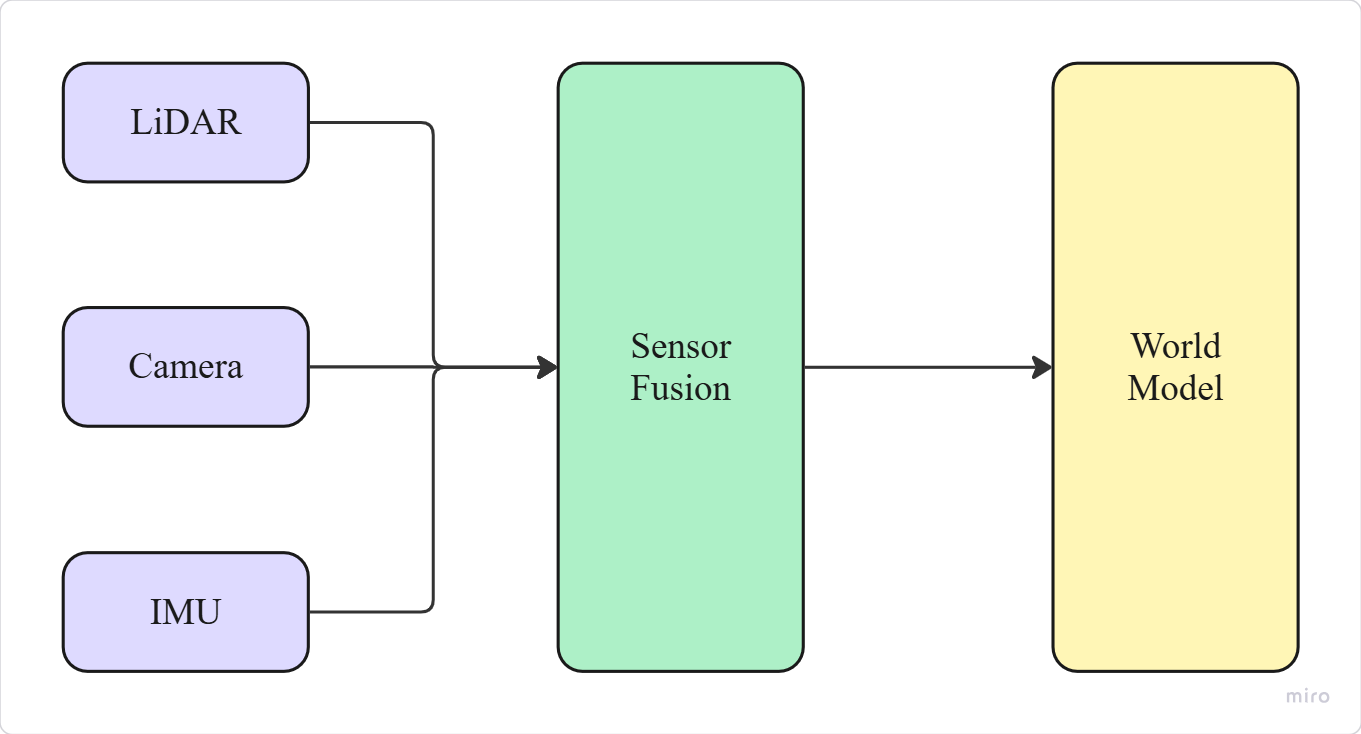 LiDAR
Camera
IMU
Sensor
Fusion
World
Model
miro